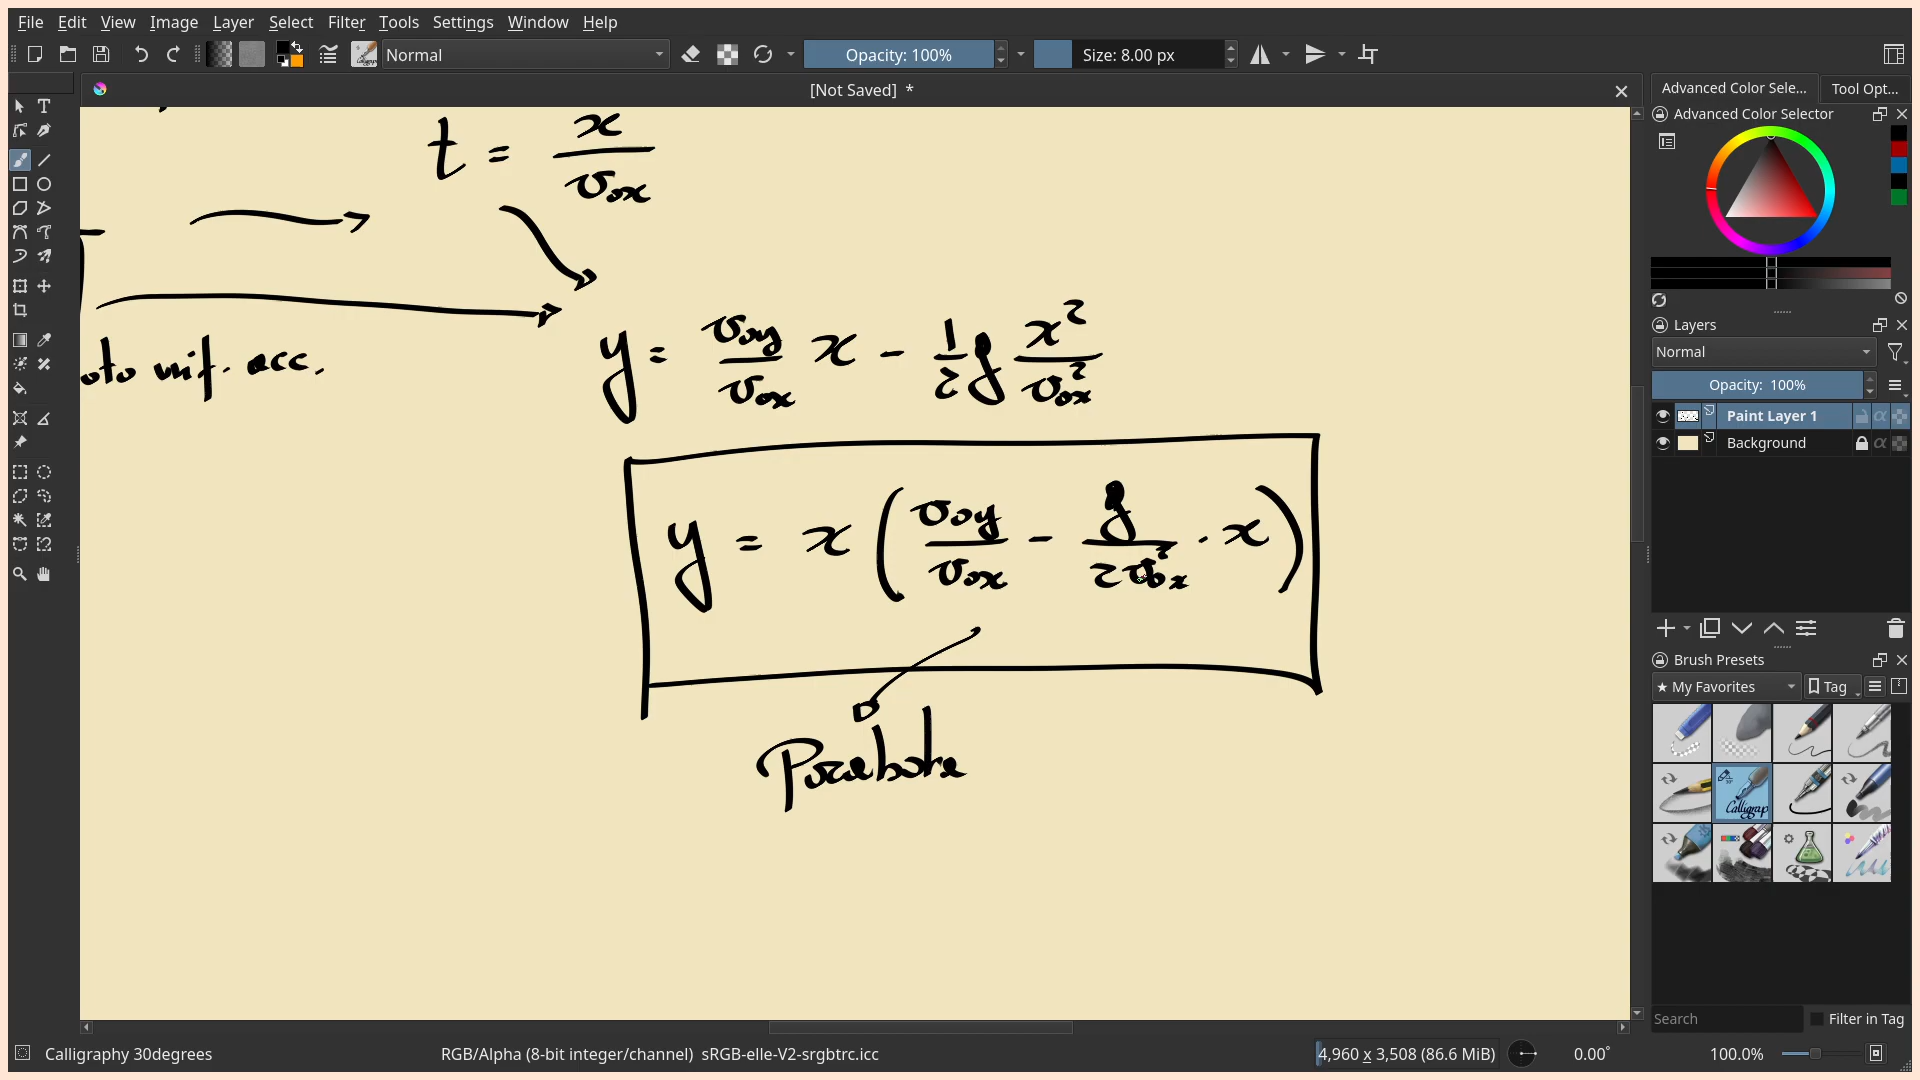 File Edit View Image Layer Select Filter Tools Settings Window Help
Normal Opacity: 100% Size: 8.00 px
[Not Saved] *
Advanced Color Sele... Tool Opt...
Advanced Color Selector
t = x / v₀ₓ
oto unif. acc.
y = v₀y / v₀ₓ x - 1/2 g x² / v₀ₓ²
y = x ( v₀y / v₀ₓ - g / 2v₀ₓ² · x )
Parabola
Layers
Normal
Opacity: 100%
Paint Layer 1
Background
Brush Presets
★ My Favorites Tag
Calligrap
Search Filter in Tag
Calligraphy 30degrees RGB/Alpha (8-bit integer/channel) sRGB-elle-V2-srgbtrc.icc 4,960 x 3,508 (86.6 MiB) 0.00° 100.0%